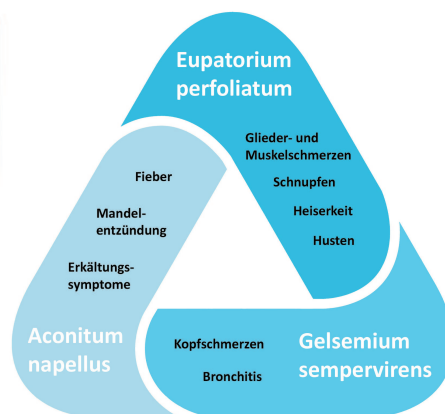 Eupatorium
perfoliatum
Glieder- und
Muskelschmerzen
Schnupfen
Heiserkeit
Husten
Fieber
Mandel-
entzündung
Erkältungs-
symptome
Aconitum
napellus
Kopfschmerzen
Bronchitis
Gelsemium
sempervirens